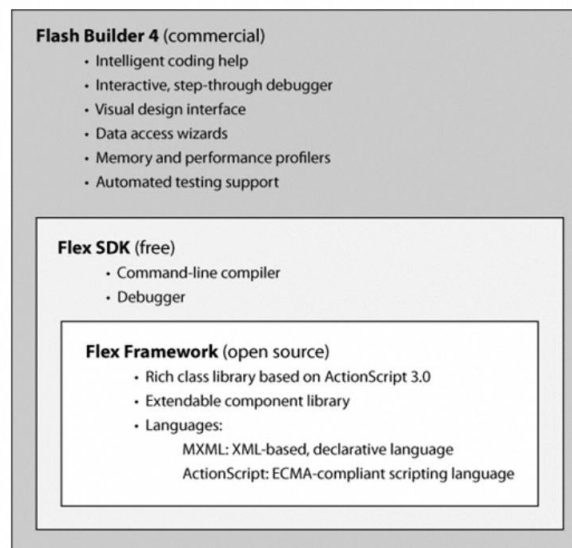 Flash Builder 4 (commercial)
• Intelligent coding help
• Interactive, step-through debugger
• Visual design interface
• Data access wizards
• Memory and performance profilers
• Automated testing support
Flex SDK (free)
• Command-line compiler
• Debugger
Flex Framework (open source)
• Rich class library based on ActionScript 3.0
• Extendable component library
• Languages:
MXML: XML-based, declarative language
ActionScript: ECMA-compliant scripting language